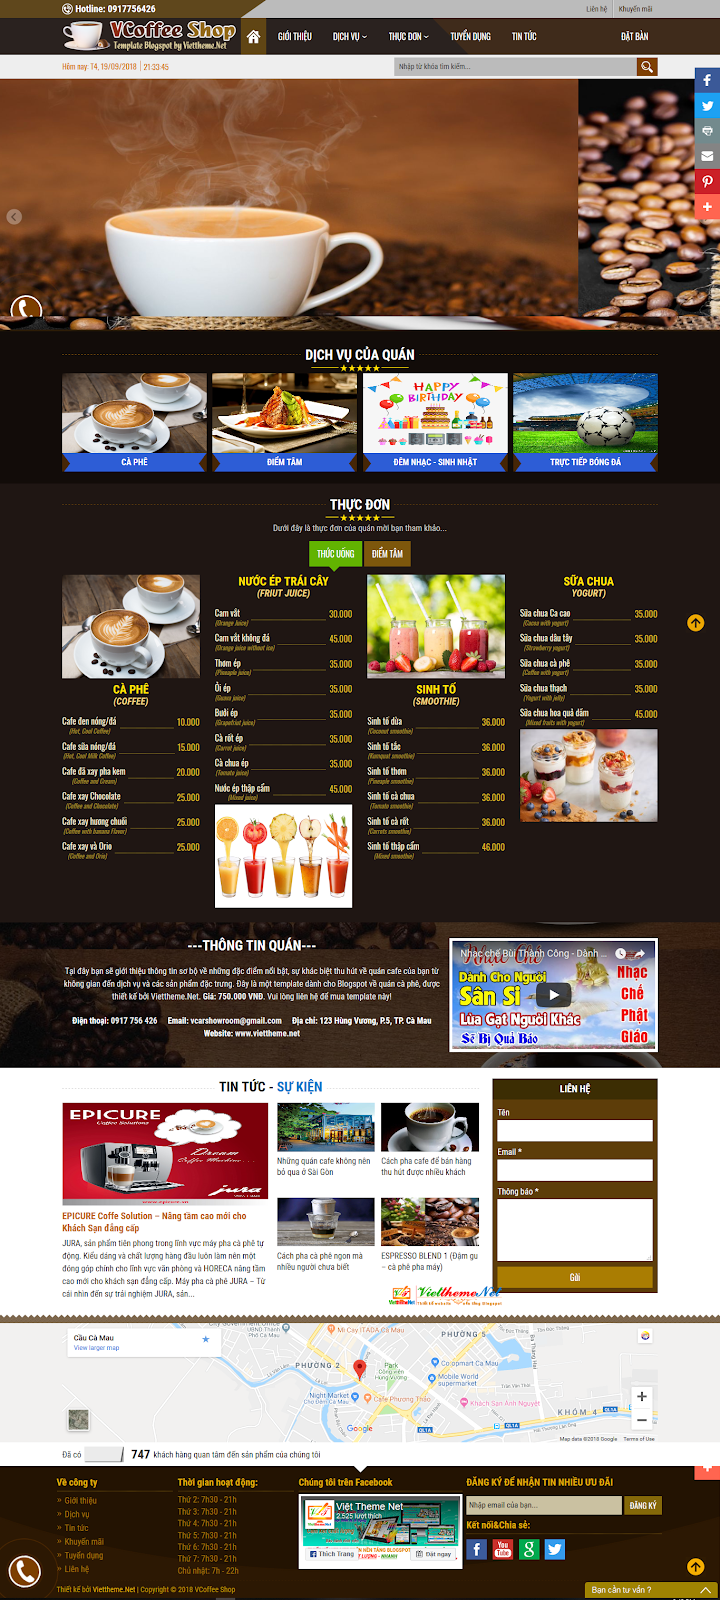 Hotline: 0917756426
Liên hệ
Khuyến mãi
VCoffee Shop
Template Blogspot by Viettheme.Net
GIỚI THIỆU
DỊCH VỤ
THỰC ĐƠN
TUYỂN DỤNG
TIN TỨC
ĐẶT BÀN
Hôm nay: T4, 19/09/2018 | 21:33:45
Nhập từ khóa tìm kiếm...
DỊCH VỤ CỦA QUÁN
HAPPY BIRTHDAY
CÀ PHÊ
ĐIỂM TÂM
ĐÊM NHẠC - SINH NHẬT
TRỰC TIẾP BÓNG ĐÁ
THỰC ĐƠN
Dưới đây là thực đơn của quán mời bạn tham khảo...
THỨC UỐNG
ĐIỂM TÂM
CÀ PHÊ
(COFFEE)
Cafe đen nóng/đá 10.000
(Hot, Cool Coffee)
Cafe sữa nóng/đá 15.000
(Hot, Cool Milk Coffee)
Cafe đá xay pha kem 20.000
(Coffee and Cream)
Cafe xay Chocolate 25.000
(Coffee and Chocolate)
Cafe xay hương chuối 25.000
(Coffee with banana Flavor)
Cafe xay và Orio 25.000
(Coffee and Orio)
NƯỚC ÉP TRÁI CÂY
(FRIUT JUICE)
Cam vắt 30.000
(Orange juice)
Cam vắt không đá 45.000
(Orange juice without ice)
Thơm ép 35.000
(Pineaple juice)
Ổi ép 35.000
(Guava juice)
Bưởi ép 35.000
(Grapefriut juice)
Cà rốt ép 35.000
(Carrot juice)
Cà chua ép 35.000
(Tomato juice)
Nước ép thập cẩm 45.000
(Mixed juice)
SINH TỐ
(SMOOTHIE)
Sinh tố dừa 36.000
(Coconut smoothie)
Sinh tố tắc 36.000
(Kumquat smoothie)
Sinh tố thơm 36.000
(Pineaple smoothie)
Sinh tố cà chua 36.000
(Tomato smoothie)
Sinh tố cà rốt 36.000
(Carrots smoothie)
Sinh tố thập cẩm 46.000
(Mixed smoothie)
SỮA CHUA
YOGURT)
Sữa chua Ca cao 35.000
(Cacoa with yogurt)
Sữa chua dâu tây 35.000
(Strawberry yogurt)
Sữa chua cà phê 35.000
(Coffee with yogurt)
Sữa chua thạch 35.000
(Yogurt with jelly)
Sữa chua hoa quả dầm 45.000
(Mixed fruits with yogurt)
---THÔNG TIN QUÁN---
Tại đây bạn sẽ giới thiệu thông tin sơ bộ về những đặc điểm nổi bật, sự khác biệt thu hút về quán cafe của bạn từ
không gian đến dịch vụ và các sản phẩm đặc trưng. Đây là một template dành cho Blogspot về quán cà phê, được
thiết kế bởi Viettheme.Net. Giá: 750.000 VNĐ. Vui lòng liên hệ để mua template này!
Điện thoại: 0917 756 426 Email: vcarshowroom@gmail.com Địa chỉ: 123 Hùng Vương, P.5, TP. Cà Mau
Website: www.viettheme.net
Nhạc chế Bùi Thành Công - Dành ...
Nhạc Chế
Dành Cho Người
Sân Si
Lừa Gạt Người Khác
Sẽ Bị Quả Báo
Nhạc
Chế
Phật
Giáo
TIN TỨC - SỰ KIỆN
EPICURE
Coffee Solutions
Dream
Coffee Machine...
jura
EPICURE Coffe Solution – Nâng tầm cao mới cho
Khách Sạn đẳng cấp
JURA, sản phẩm tiên phong trong lĩnh vực máy pha cà phê tự
động. Kiểu dáng và chất lượng hàng đầu luôn làm nên một
đóng góp chính cho lĩnh vực văn phòng và HORECA nâng tầm
cao mới cho khách sạn đẳng cấp. Máy pha cà phê JURA – Từ
cái nhìn đến sự trải nghiệm JURA, sản...
Những quán cafe không nên
bỏ qua ở Sài Gòn
Cách pha cafe để bán hàng
thu hút được nhiều khách
Cách pha cà phê ngon mà
nhiều người chưa biết
ESPRESSO BLEND 1 (Đậm gu
– cà phê pha máy)
VietthemeNet
LIÊN HỆ
Tên
Email *
Thông báo *
Gửi
Cầu Cà Mau
View larger map
PHƯỜNG 2
PHƯỜNG 5
KHÓM 4
Mr.Cay ITADA Cà Mau
Park
Công viên
Hùng Vương
Co.opmart Ca Mau
Mobile World
supermarket
Night Market
Chợ Đêm Cà Mau
Cafe Phương Thảo
Khách Sạn Ánh Nguyệt
QL1A
QL1A
QL1A
Google
Map data ©2018 Google Terms of Use
Đã có 747 khách hàng quan tâm đến sản phẩm của chúng tôi
Về công ty
» Giới thiệu
» Dịch vụ
» Tin tức
» Khuyến mãi
» Tuyển dụng
» Liên hệ
Thời gian hoạt động:
Thứ 2: 7h30 - 21h
Thứ 3: 7h30 - 21h
Thứ 4: 7h30 - 21h
Thứ 5: 7h30 - 21h
Thứ 6: 7h30 - 21h
Thứ 7: 7h30 - 21h
Chủ nhật: 7h - 22h
Chúng tôi trên Facebook
Việt Theme Net
2.525 lượt thích
Thích Trang
Đặt ngay
ĐĂNG KÝ ĐỂ NHẬN TIN NHIỀU ƯU ĐÃI
Nhập email của bạn...
ĐĂNG KÝ
Kết nối&Chia sẻ:
You Tube
Thiết kế bởi Viettheme.Net | Copyright © 2018 VCoffee Shop
Bạn cần tư vấn ?